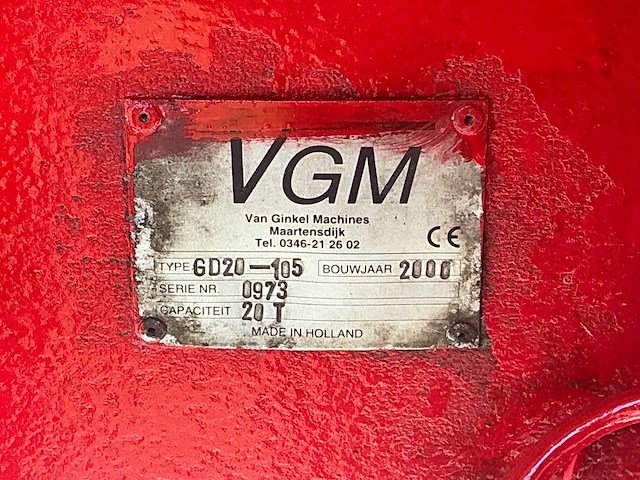 VGM
Van Ginkel Machines
Maartensdijk
Tel. 0346-21 26 02
CE
TYPE GD20-105 BOUWJAAR 2000
SERIE NR. 0973
CAPACITEIT 20 T
MADE IN HOLLAND